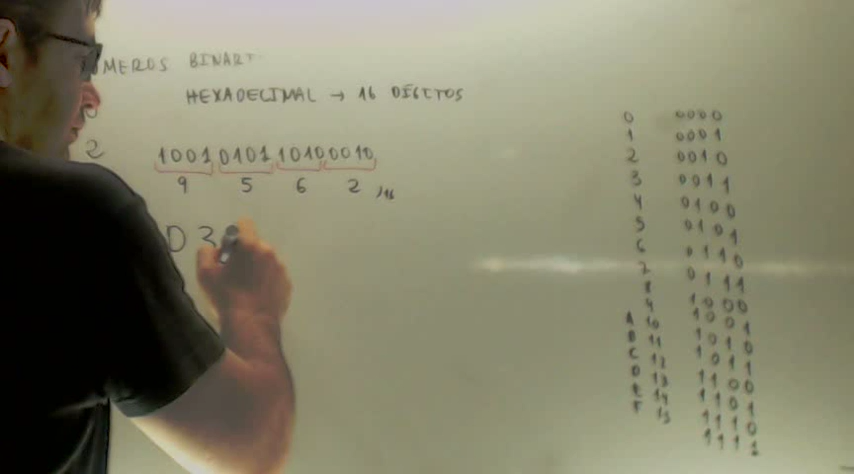 MEROS BINARI
HEXADECIMAL → 16 DÍGITOS
2
1001 0101 1010 0010
9 5 6 2 )16
D 3
0 0000
1 0001
2 0010
3 0011
4 0100
5 0101
6 0110
7 0111
8 1000
9 1001
A 10 1010
B 11 1011
C 12 1100
D 13 1101
E 14 1110
F 15 1111